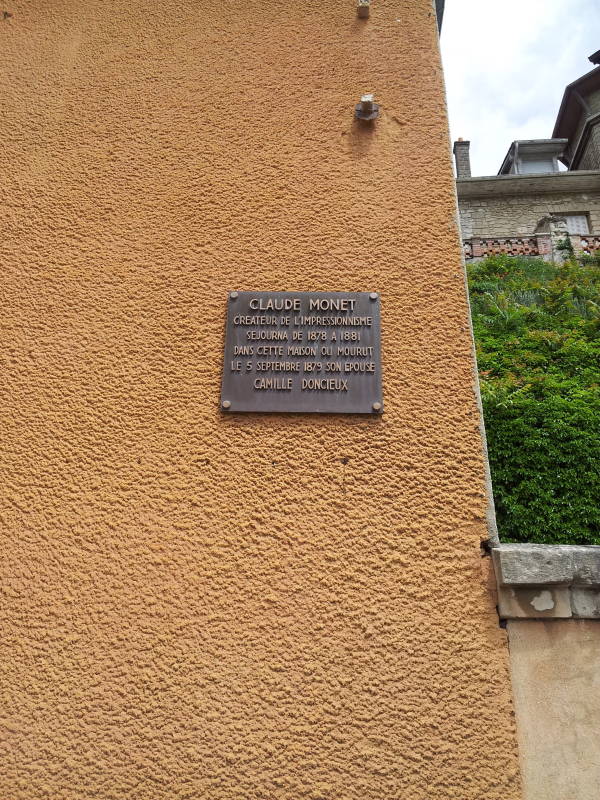 CLAUDE MONET
CREATEUR DE L'IMPRESSIONNISME
SEJOURNA DE 1878 A 1881
DANS CETTE MAISON OU MOURUT
LE 5 SEPTEMBRE 1879 SON EPOUSE
CAMILLE DONCIEUX